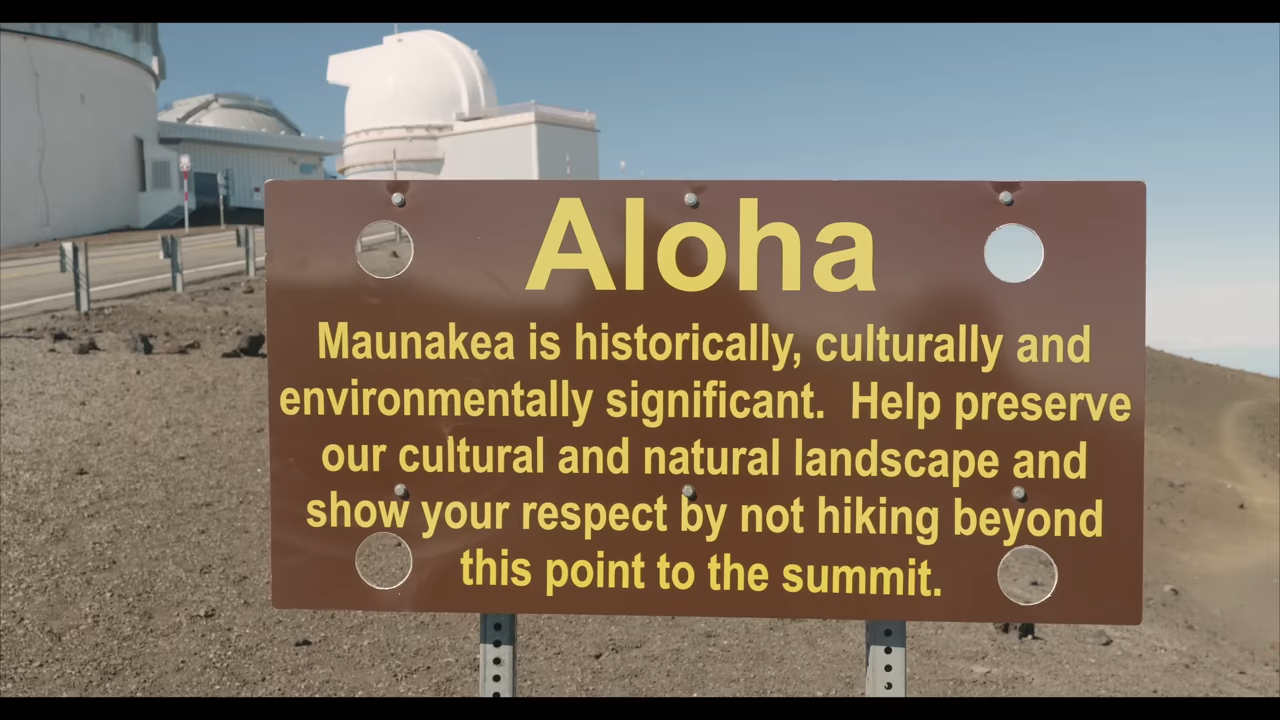 Aloha
Maunakea is historically, culturally and
environmentally significant.  Help preserve
our cultural and natural landscape and
show your respect by not hiking beyond
this point to the summit.